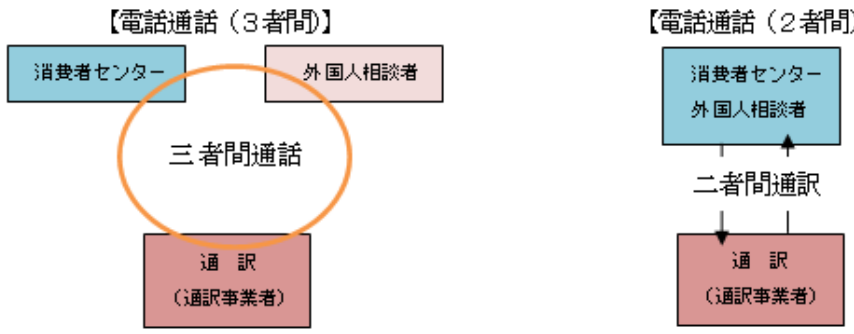 【電話通話（３者間）】
消費者センター
外国人相談者
三者間通話
通　訳
（通訳事業者）
【電話通話（２者間）
消費者センター
外国人相談者
二者間通訳
通　訳
（通訳事業者）